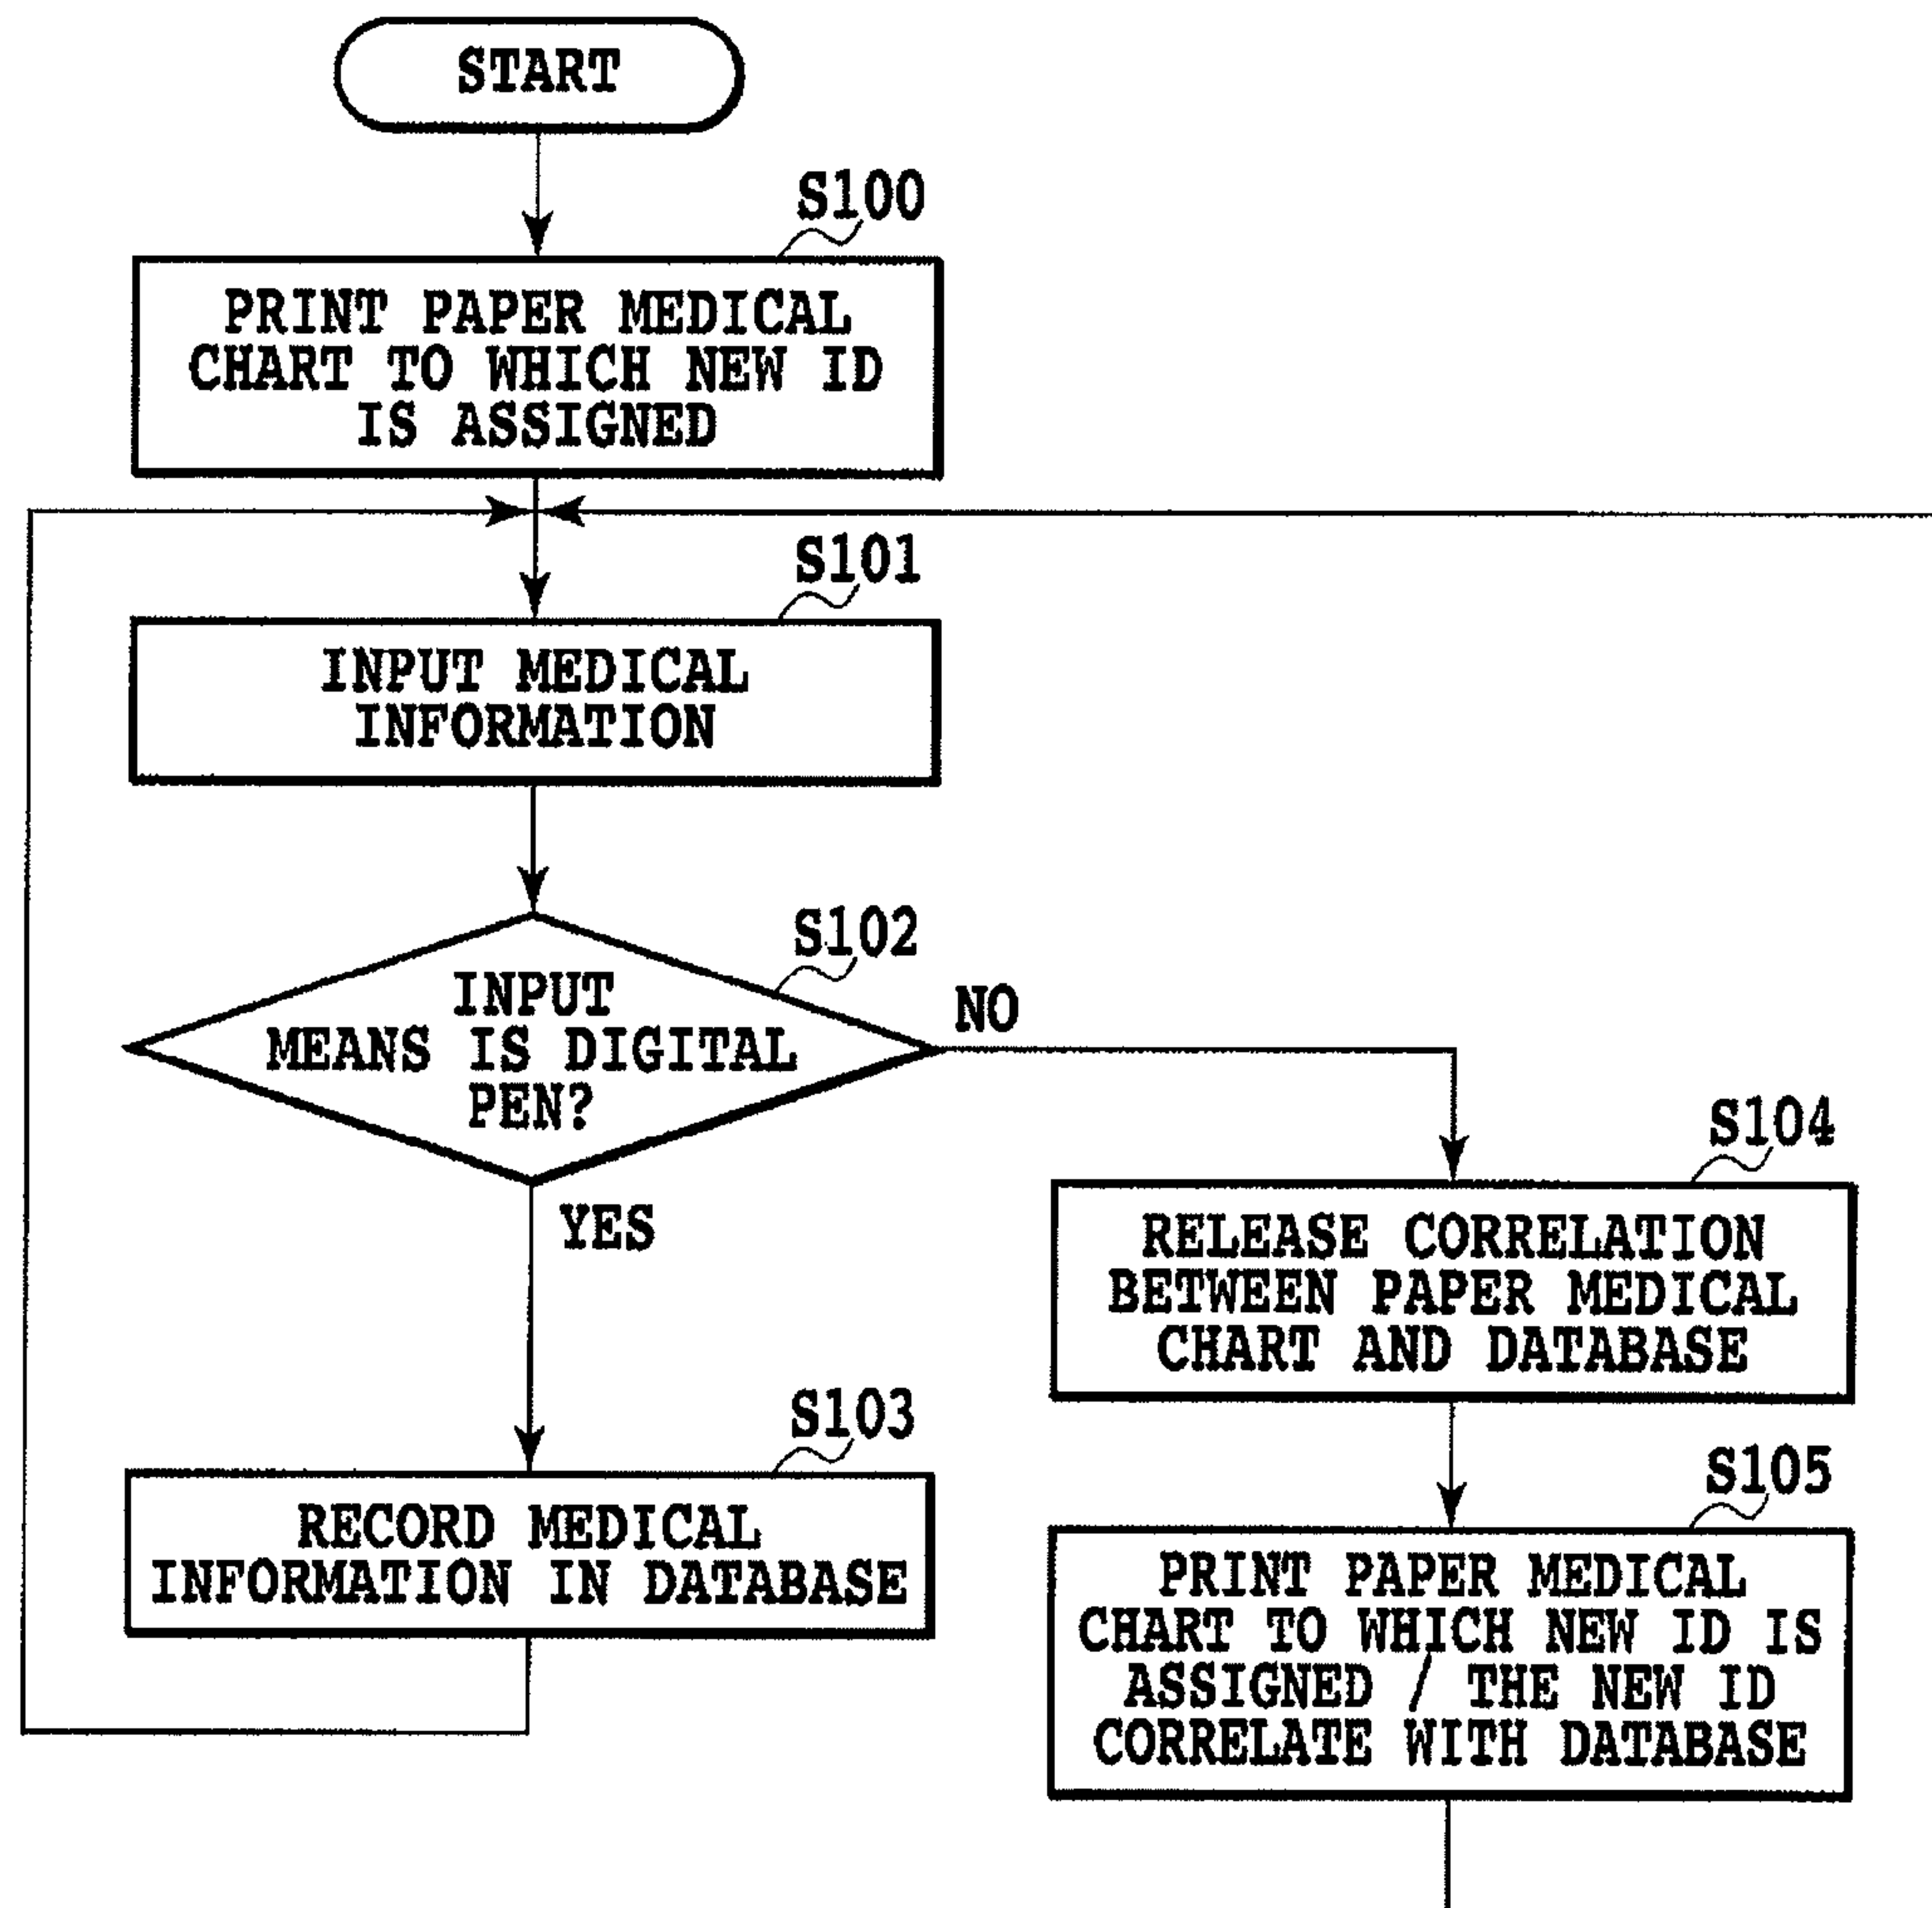 START
S100
PRINT PAPER MEDICAL
CHART TO WHICH NEW ID
IS ASSIGNED
S101
INPUT MEDICAL
INFORMATION
S102
INPUT
MEANS IS DIGITAL
PEN?
NO
YES
S103
RECORD MEDICAL
INFORMATION IN DATABASE
S104
RELEASE CORRELATION
BETWEEN PAPER MEDICAL
CHART AND DATABASE
S105
PRINT PAPER MEDICAL
CHART TO WHICH NEW ID IS
ASSIGNED / THE NEW ID
CORRELATE WITH DATABASE